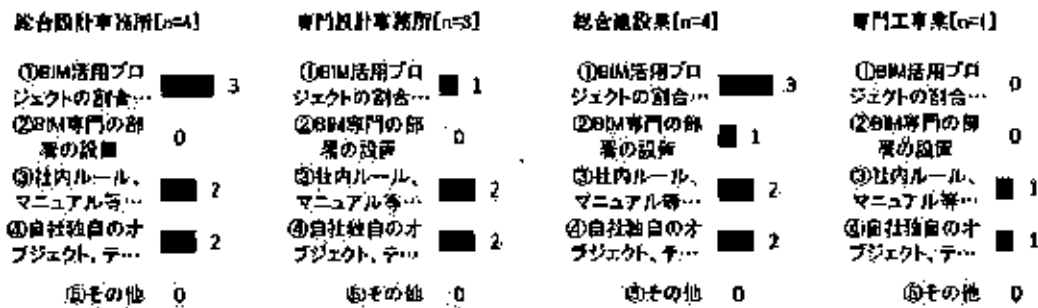 総合設計事務所[n=4]
①BIM活用プロ
ジェクトの割合… 3
②BIM専門の部
署の設置 0
③社内ルール、
マニュアル等… 2
④自社独自のオ
ブジェクト、テ… 2
⑤その他 0
専門設計事務所[n=3]
①BIM活用プロ
ジェクトの割合… 1
②BIM専門の部
署の設置 0
③社内ルール、
マニュアル等… 2
④自社独自のオ
ブジェクト、テ… 2
⑤その他 0
総合建設業[n=4]
①BIM活用プロ
ジェクトの割合… 3
②BIM専門の部
署の設置 1
③社内ルール、
マニュアル等… 2
④自社独自のオ
ブジェクト、テ… 2
⑤その他 0
専門工事業[n=1]
①BIM活用プロ
ジェクトの割合… 0
②BIM専門の部
署の設置 0
③社内ルール、
マニュアル等… 1
④自社独自のオ
ブジェクト、テ… 1
⑤その他 0